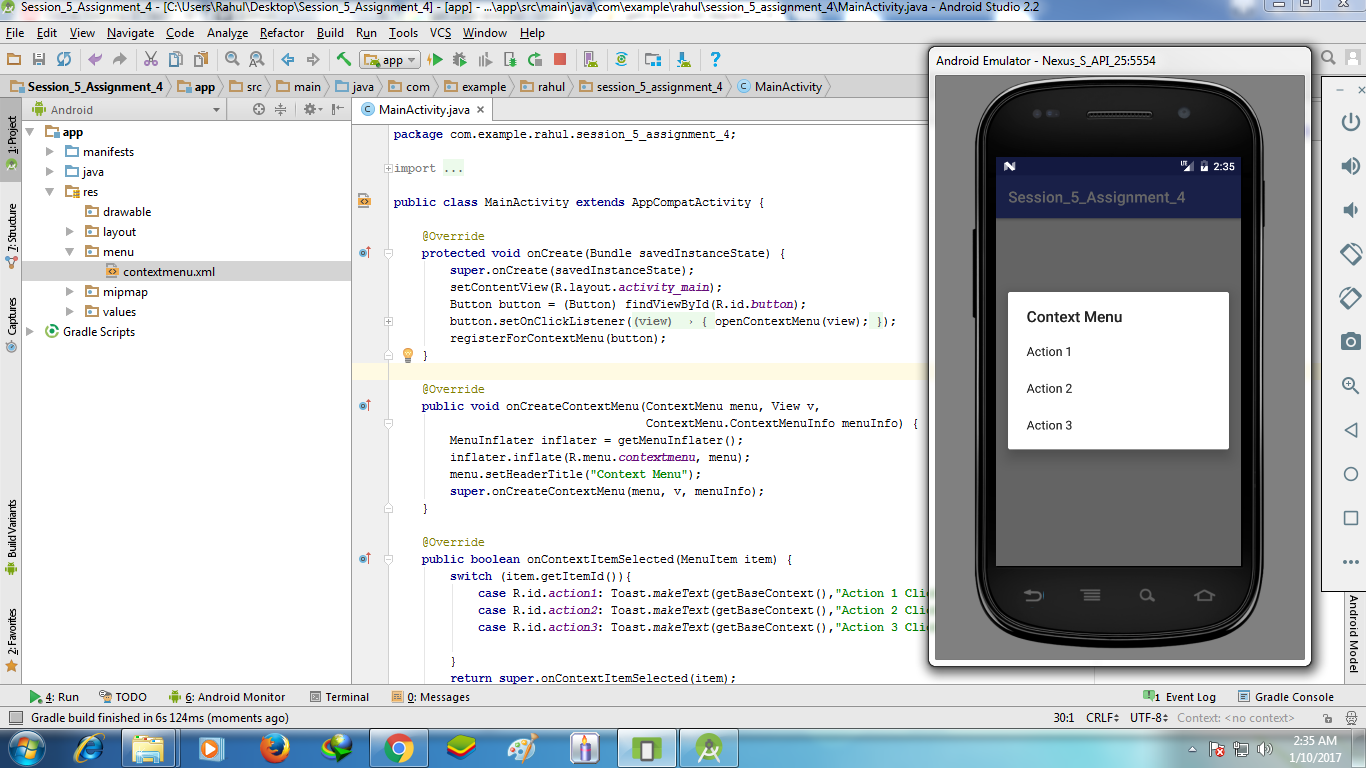 Session_5_Assignment_4 - [C:\Users\Rahul\Desktop\Session_5_Assignment_4] - [app] - ...\app\src\main\java\com\example\rahul\session_5_assignment_4\MainActivity.java - Android Studio 2.2
File Edit View Navigate Code Analyze Refactor Build Run Tools VCS Window Help
app
Session_5_Assignment_4 app src main java com example rahul session_5_assignment_4 MainActivity
Android
MainActivity.java
1: Project
7: Structure
Captures
Build Variants
2: Favorites
app
manifests
java
res
drawable
layout
menu
contextmenu.xml
mipmap
values
Gradle Scripts
package com.example.rahul.session_5_assignment_4;
import ...
public class MainActivity extends AppCompatActivity {
@Override
protected void onCreate(Bundle savedInstanceState) {
super.onCreate(savedInstanceState);
setContentView(R.layout.activity_main);
Button button = (Button) findViewById(R.id.button);
button.setOnClickListener((view) → { openContextMenu(view); });
registerForContextMenu(button);
}
@Override
public void onCreateContextMenu(ContextMenu menu, View v,
ContextMenu.ContextMenuInfo menuInfo) {
MenuInflater inflater = getMenuInflater();
inflater.inflate(R.menu.contextmenu, menu);
menu.setHeaderTitle("Context Menu");
super.onCreateContextMenu(menu, v, menuInfo);
}
@Override
public boolean onContextItemSelected(MenuItem item) {
switch (item.getItemId()){
case R.id.action1: Toast.makeText(getBaseContext(),"Action 1 Cli
case R.id.action2: Toast.makeText(getBaseContext(),"Action 2 Cli
case R.id.action3: Toast.makeText(getBaseContext(),"Action 3 Cli
}
return super.onContextItemSelected(item);
Android Emulator - Nexus_S_API_25:5554
LTE 2:35
Session_5_Assignment_4
Context Menu
Action 1
Action 2
Action 3
Android Model
4: Run TODO 6: Android Monitor Terminal 0: Messages 1 Event Log Gradle Console
Gradle build finished in 6s 124ms (moments ago) 30:1 CRLF÷ UTF-8÷ Context: <no context>
2:35 AM
1/10/2017